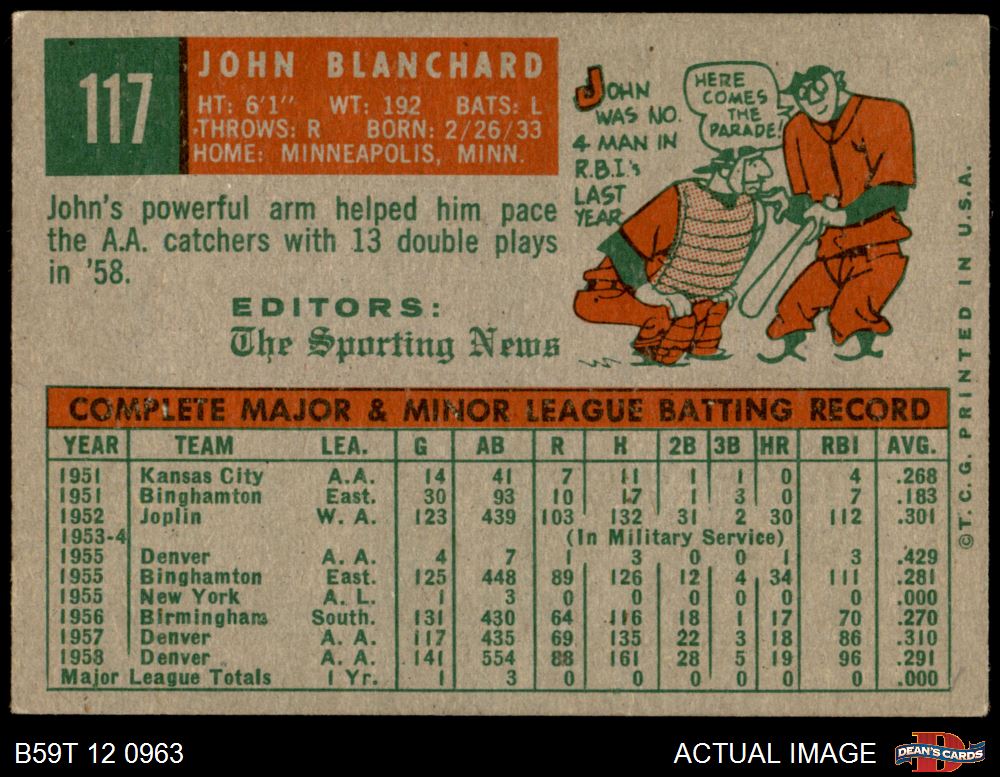 117
JOHN BLANCHARD
HT: 6'1" WT: 192 BATS: L
THROWS: R BORN: 2/26/33
HOME: MINNEAPOLIS, MINN.
John's powerful arm helped him pace
the A.A. catchers with 13 double plays
in '58.
EDITORS:
The Sporting News
JOHN
WAS NO.
4 MAN IN
R.B.I.'s
LAST
YEAR
HERE
COMES
THE
PARADE!
COMPLETE MAJOR & MINOR LEAGUE BATTING RECORD
YEAR TEAM LEA. G AB R H 2B 3B HR RBI AVG.
1951 Kansas City A.A. 14 41 7 11 1 1 0 4 .268
1951 Binghamton East. 30 93 10 17 1 3 0 7 .183
1952 Joplin W. A. 123 439 103 132 31 2 30 112 .301
1953-4 (In Military Service)
1955 Denver A. A. 4 7 1 3 0 0 1 3 .429
1955 Binghamton East. 125 448 89 126 12 4 34 111 .281
1955 New York A. L. 1 3 0 0 0 0 0 0 .000
1956 Birmingham South. 131 430 64 116 18 1 17 70 .270
1957 Denver A. A. 117 435 69 135 22 3 18 86 .310
1958 Denver A. A. 141 554 88 161 28 5 19 96 .291
Major League Totals 1 Yr. 1 3 0 0 0 0 0 0 .000
©T. C. G. PRINTED IN U.S.A.
B59T 12 0963
ACTUAL IMAGE
D
DEAN'S CARDS